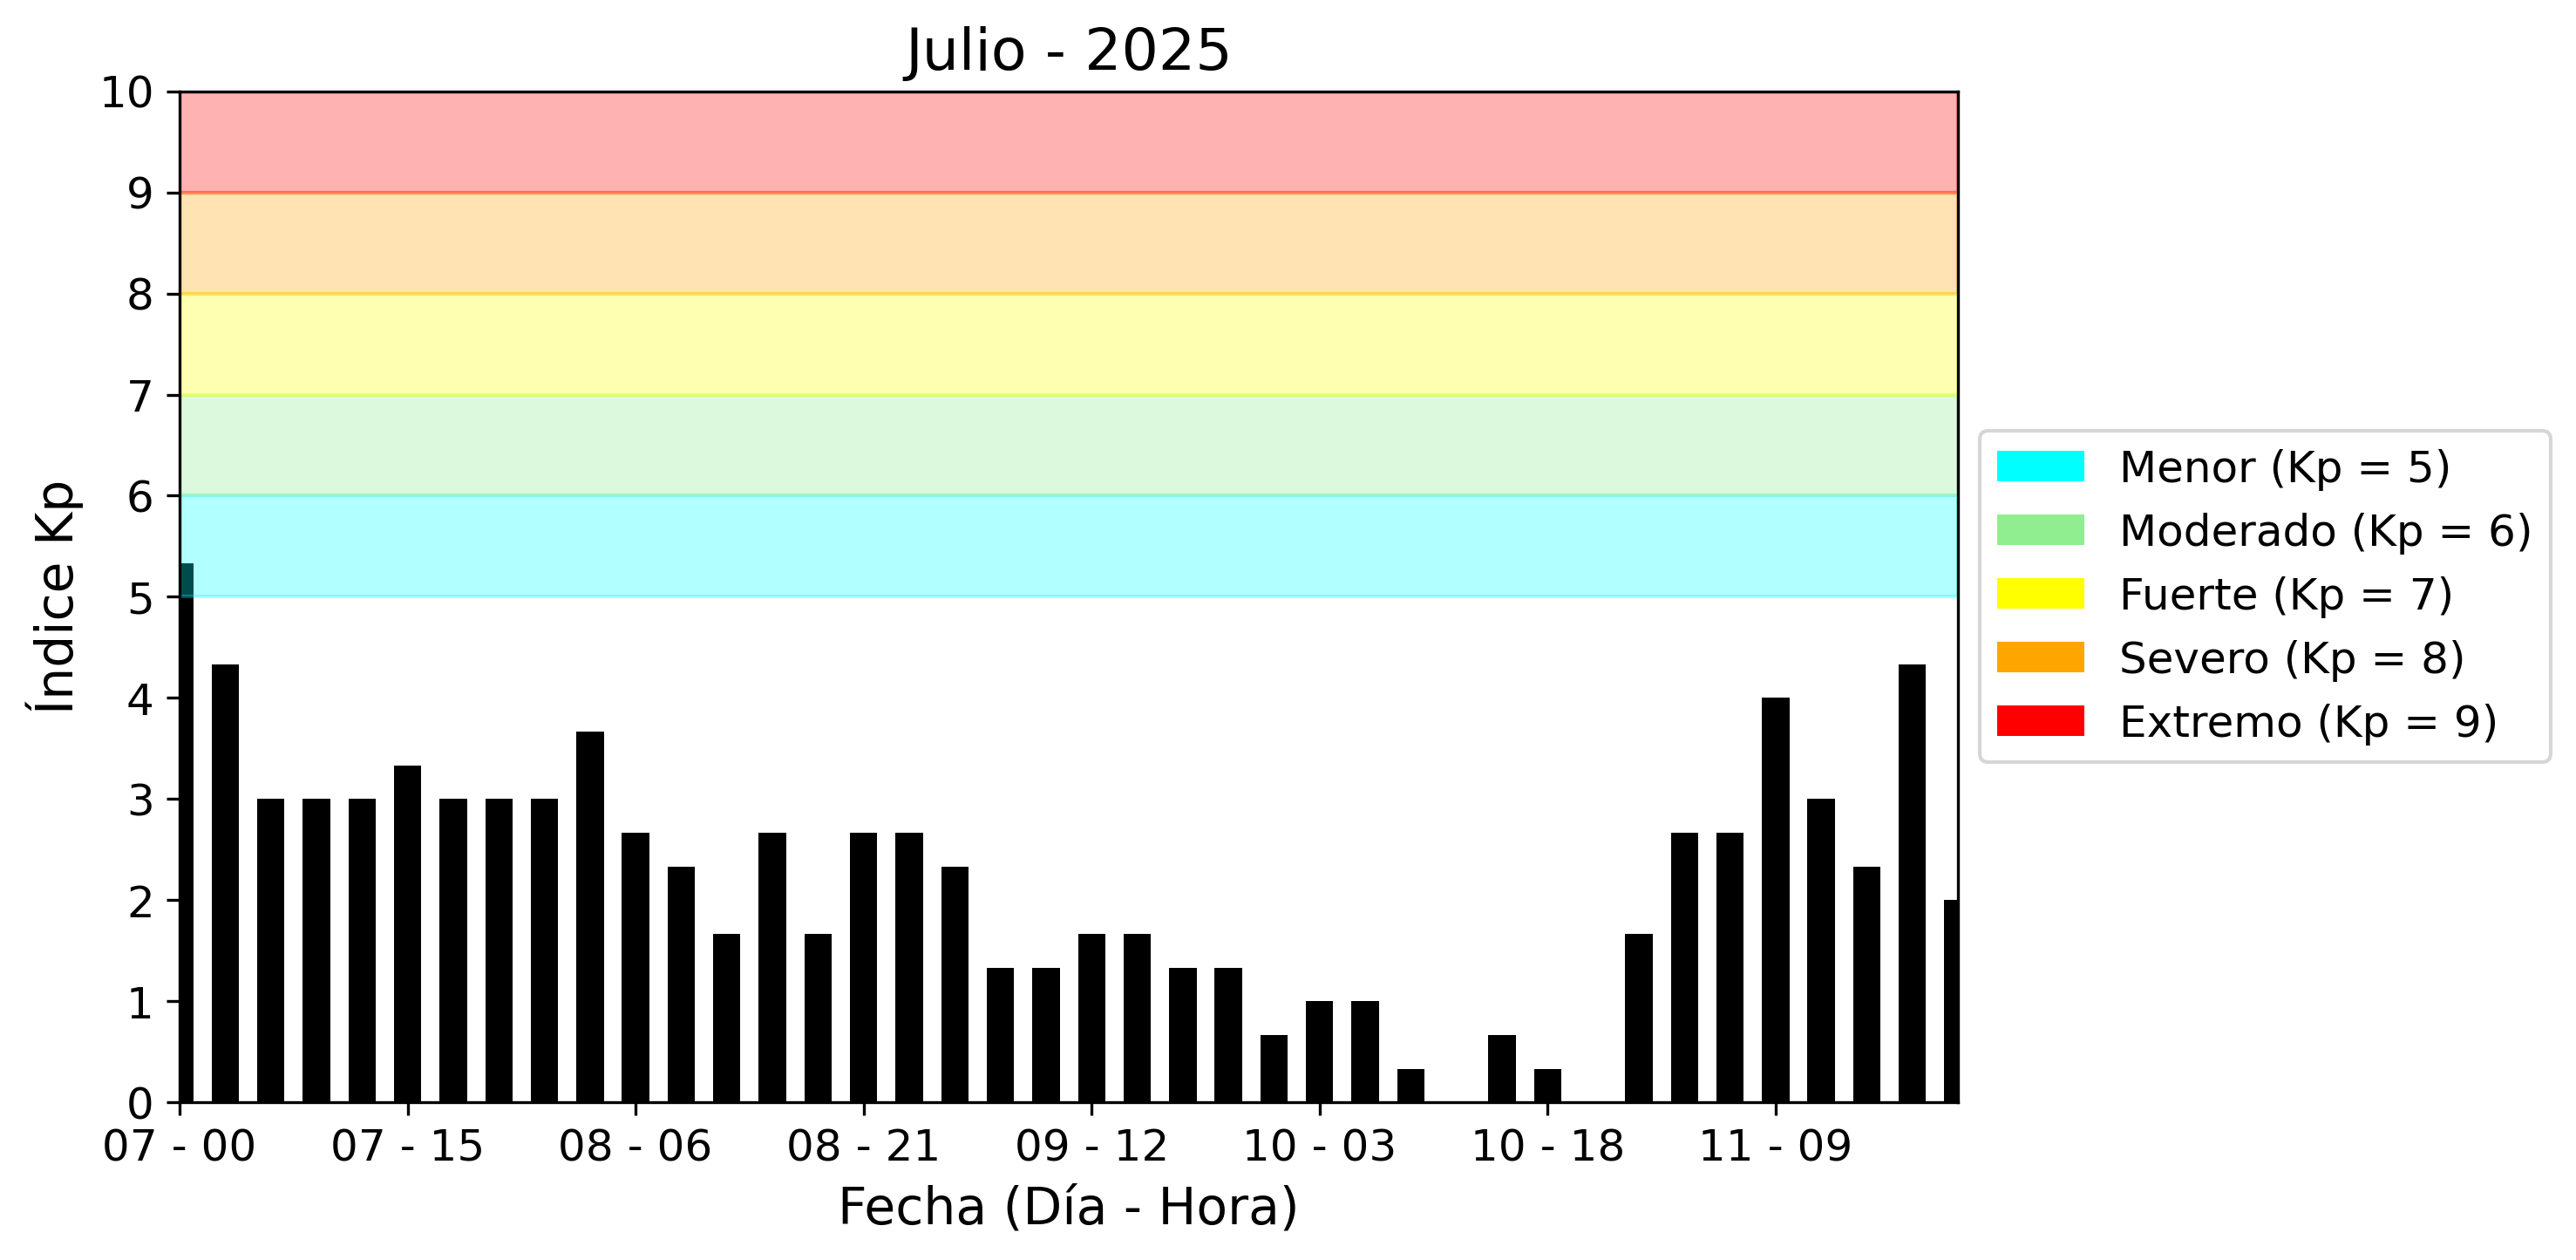 Julio - 2025
10
9
8
7
6
5
4
3
2
1
0
Índice Kp
07 - 00 07 - 15 08 - 06 08 - 21 09 - 12 10 - 03 10 - 18 11 - 09
Fecha (Día - Hora)
Menor (Kp = 5)
Moderado (Kp = 6)
Fuerte (Kp = 7)
Severo (Kp = 8)
Extremo (Kp = 9)